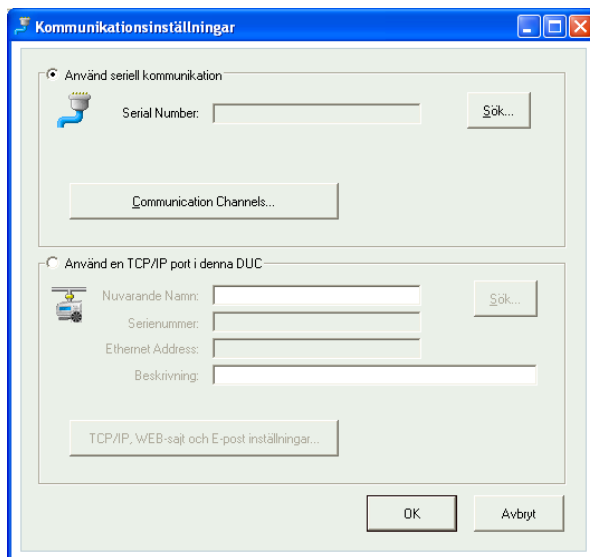 Kommunikationsinställningar
Använd seriell kommunikation
Serial Number:
Sök...
Communication Channels...
Använd en TCP/IP port i denna DUC
Nuvarande Namn:
Sök...
Serienummer:
Ethernet Address:
Beskrivning:
TCP/IP, WEB-sajt och E-post inställningar...
OK
Avbryt